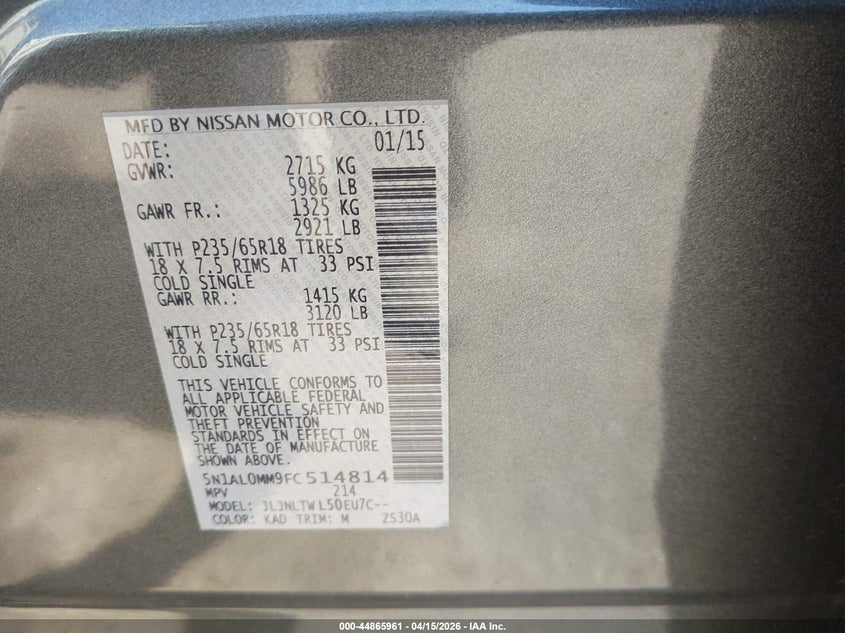 MFD BY NISSAN MOTOR CO., LTD.
DATE: 01/15
GVWR: 2715 KG
5986 LB
GAWR FR.: 1325 KG
2921 LB
WITH P235/65R18 TIRES
18 X 7.5 RIMS AT 33 PSI
COLD SINGLE
GAWR RR.: 1415 KG
3120 LB
WITH P235/65R18 TIRES
18 X 7.5 RIMS AT 33 PSI
COLD SINGLE
THIS VEHICLE CONFORMS TO
ALL APPLICABLE FEDERAL
MOTOR VEHICLE SAFETY AND
THEFT PREVENTION
STANDARDS IN EFFECT ON
THE DATE OF MANUFACTURE
SHOWN ABOVE.
5N1AL0MM9FC514814
MPV 214
MODEL: JLJNLTWL50EU7C--
COLOR: KAD TRIM: M ZS30A
000-44865961 - 04/15/2026 - IAA Inc.